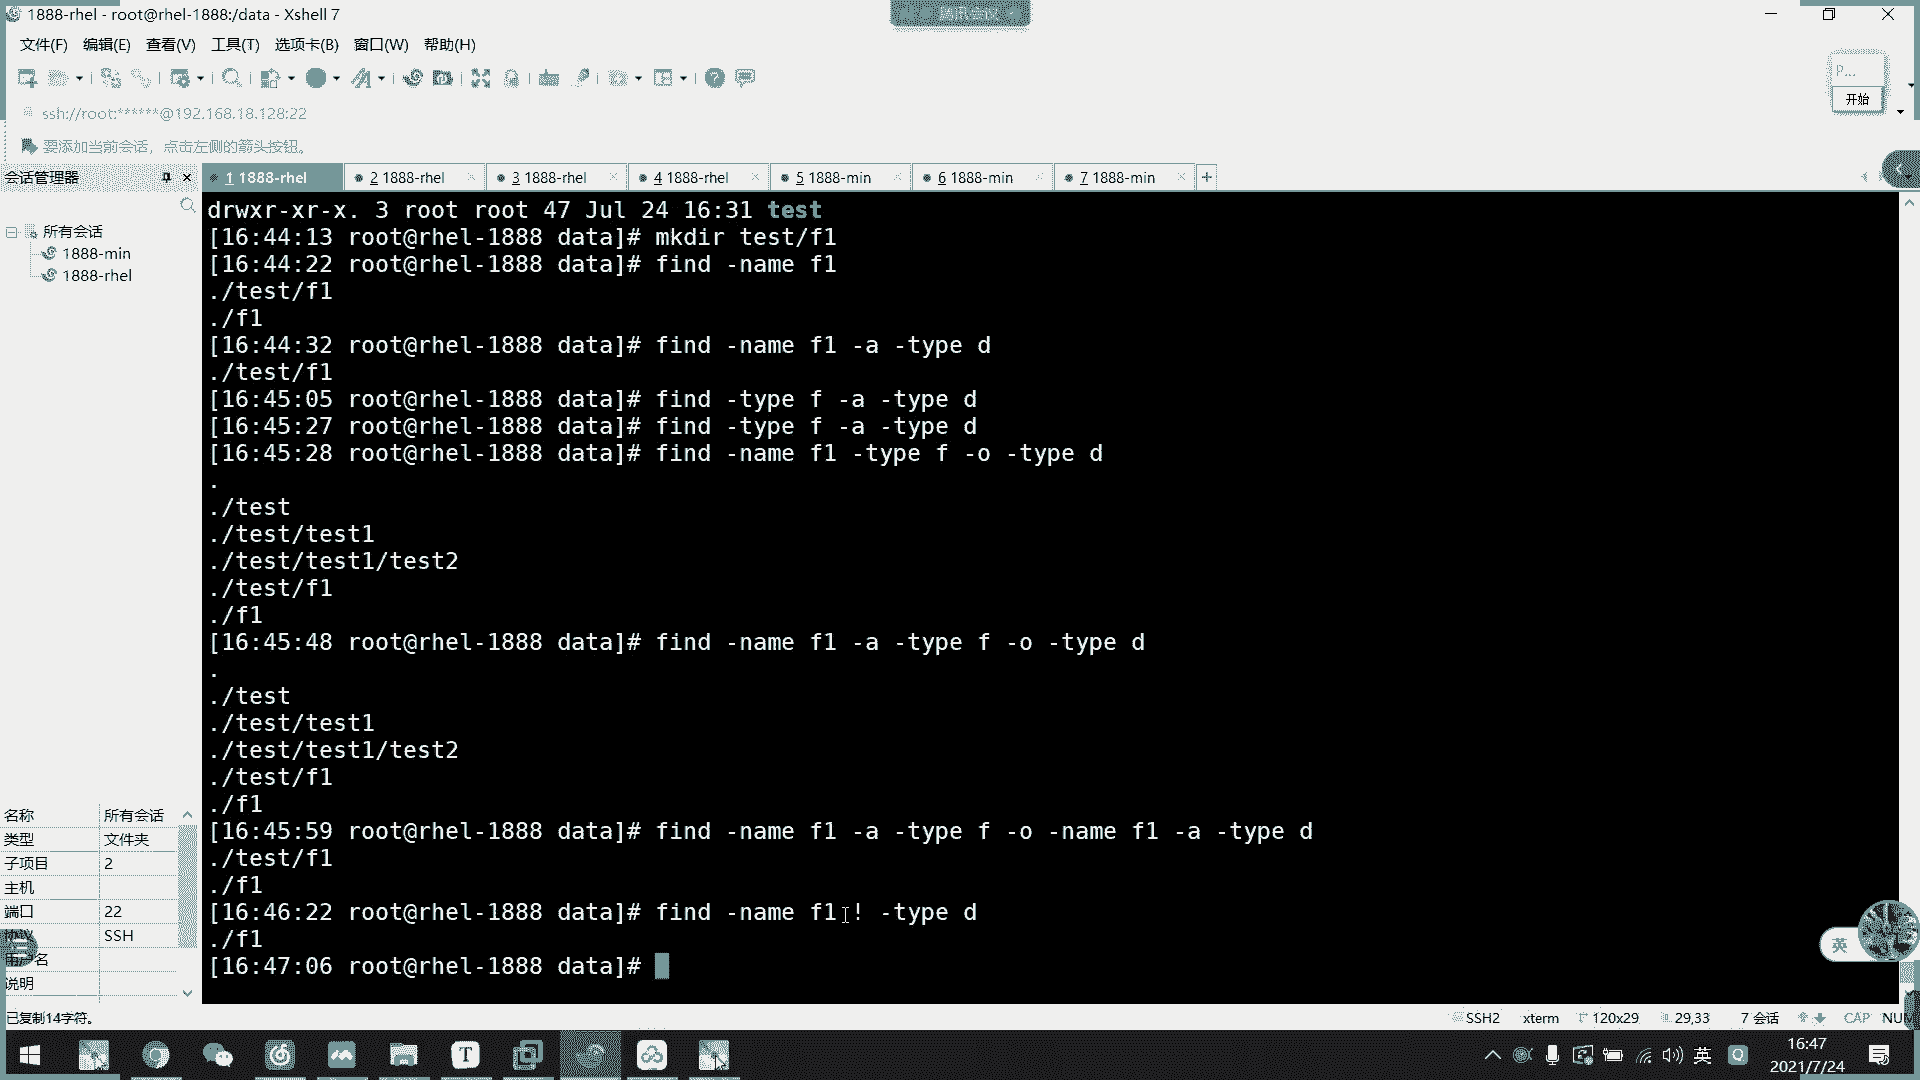 1888-rhel - root@rhel-1888:/data - Xshell 7
腾讯会议
文件(F) 编辑(E) 查看(V) 工具(T) 选项卡(B) 窗口(W) 帮助(H)
P...
开始
ssh://root:******@192.168.18.128:22
要添加当前会话，点击左侧的箭头按钮。
会话管理器
1 1888-rhel
2 1888-rhel
3 1888-rhel
4 1888-rhel
5 1888-min
6 1888-min
7 1888-min
所有会话
1888-min
1888-rhel
drwxr-xr-x. 3 root root 47 Jul 24 16:31 test
[16:44:13 root@rhel-1888 data]# mkdir test/f1
[16:44:22 root@rhel-1888 data]# find -name f1
./test/f1
./f1
[16:44:32 root@rhel-1888 data]# find -name f1 -a -type d
./test/f1
[16:45:05 root@rhel-1888 data]# find -type f -a -type d
[16:45:27 root@rhel-1888 data]# find -type f -a -type d
[16:45:28 root@rhel-1888 data]# find -name f1 -type f -o -type d
.
./test
./test/test1
./test/test1/test2
./test/f1
./f1
[16:45:48 root@rhel-1888 data]# find -name f1 -a -type f -o -type d
.
./test
./test/test1
./test/test1/test2
./test/f1
./f1
[16:45:59 root@rhel-1888 data]# find -name f1 -a -type f -o -name f1 -a -type d
./test/f1
./f1
[16:46:22 root@rhel-1888 data]# find -name f1 ! -type d
./f1
[16:47:06 root@rhel-1888 data]#
名称 所有会话
类型 文件夹
子项目 2
主机
端口 22
协议 SSH
用户名
说明
英
已复制14字符。
SSH2 xterm 120x29 29,33 7 会话 CAP NUM
英
16:47
2021/7/24